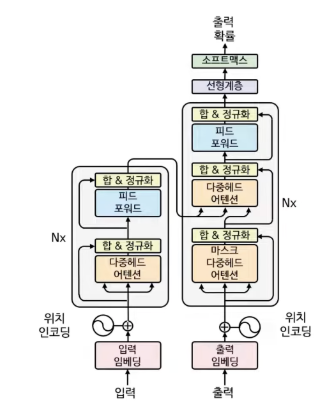 출력
확률
소프트맥스
선형계층
합 & 정규화
피드
포워드
합 & 정규화
다중헤드
어텐션
Nx
합 & 정규화
마스크
다중헤드
어텐션
합 & 정규화
피드
포워드
Nx
합 & 정규화
다중헤드
어텐션
위치
인코딩
위치
인코딩
입력
임베딩
출력
임베딩
입력
출력